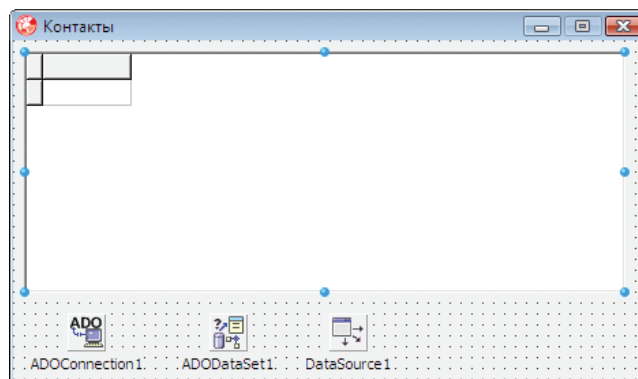 Контакты
ADO
ADOConnection1 ADODataSet1 DataSource1